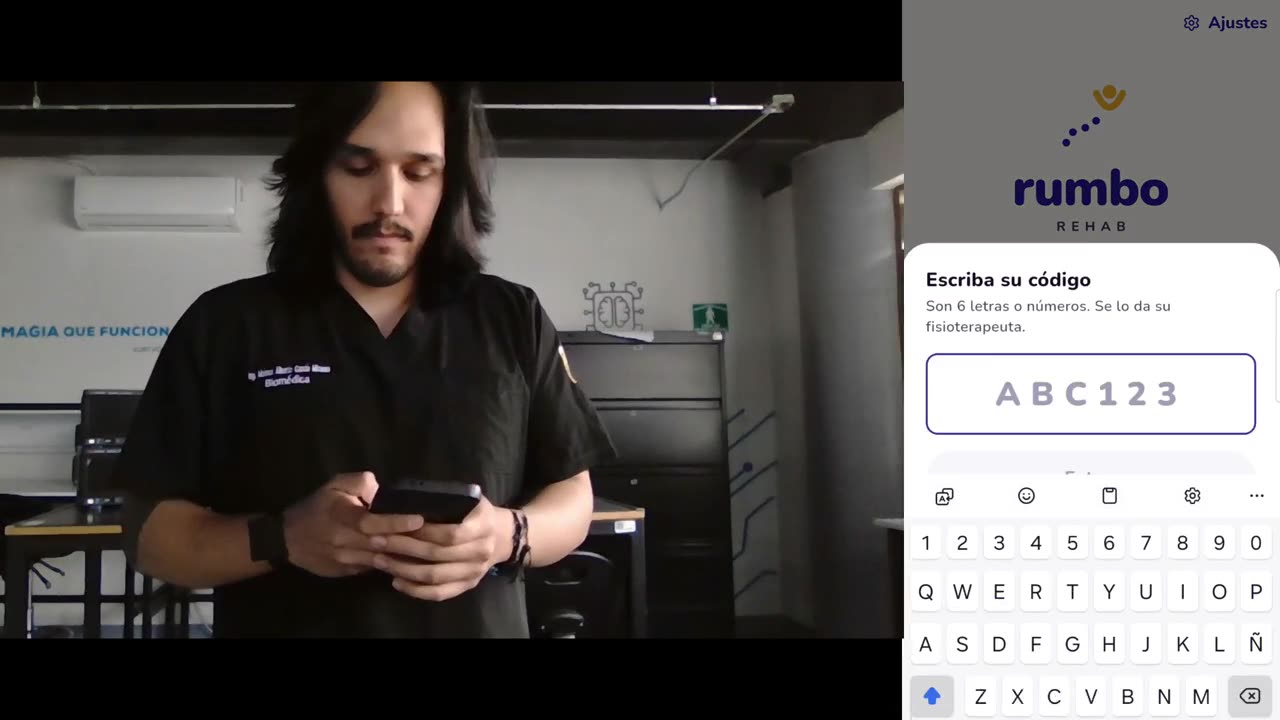 MAGIA QUE FUNCION
Biomédica
Ajustes
rumbo
REHAB
Escriba su código
Son 6 letras o números. Se lo da su
fisioterapeuta.
ABC123
1 2 3 4 5 6 7 8 9 0
Q W E R T Y U I O P
A S D F G H J K L Ñ
Z X C V B N M